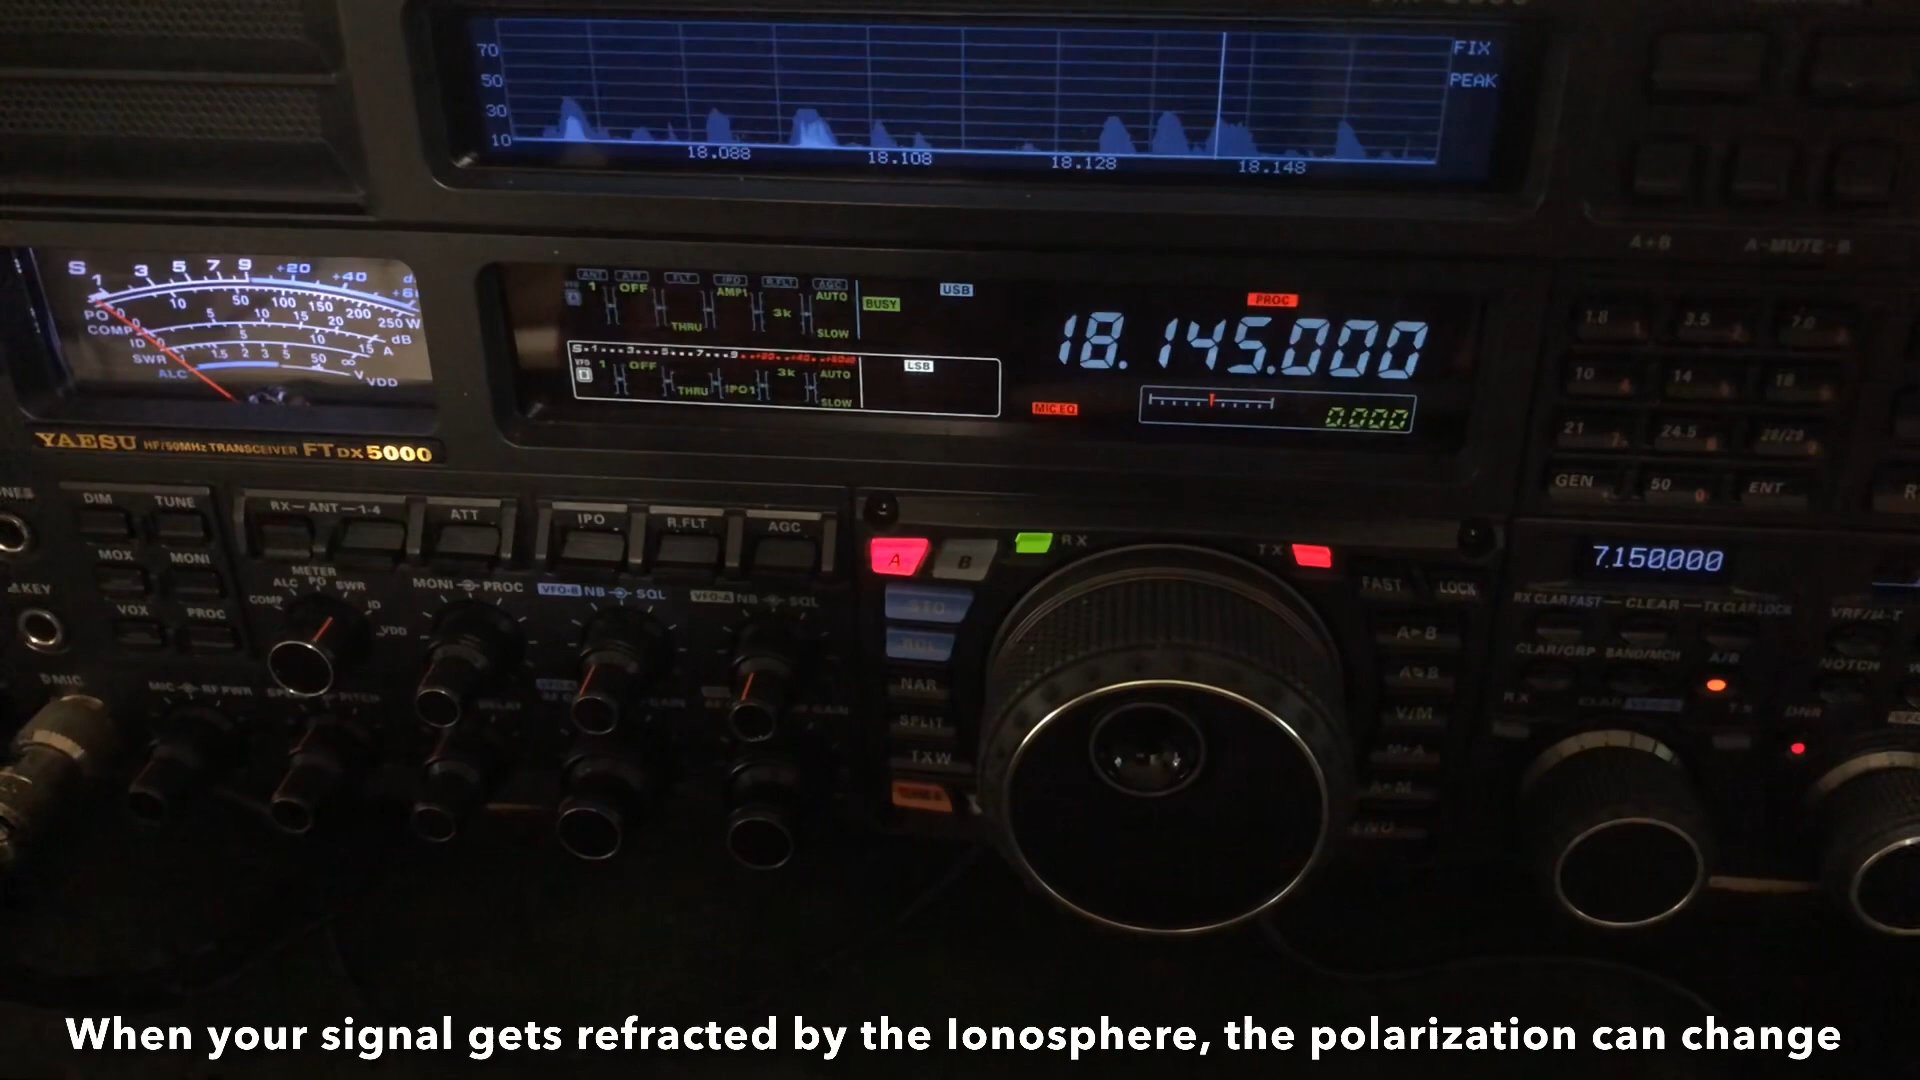 70
50
30
10
18.088 18.108 18.128 18.148
FIX
PEAK
A+B A-MUTE-B
S 1 3 5 7 9 +20 +40
PO 0 10 50 100 150 200 250 W
COMP 0 5 10 15 20 dB
ID 0 5 10 15 A
SWR 1 1.5 2 3 5 50 ∞
ALC V VDD
ANT ATT FLT IPO R.FLT AGC
VFO A 1 OFF THRU AMP1 3k AUTO SLOW
BUSY
USB
PROC
18.145.000
S 1 3 5 7 9 +20 +40 +60dB
VFO B 1 OFF THRU IPO1 3k AUTO SLOW
LSB
MIC EQ
0.000
1.8 3.5 7.0
10 14 18
21 24.5 28/29
GEN 50 ENT
YAESU HF/50MHz TRANSCEIVER FTDX5000
DIM TUNE
MOX MONI
VOX PROC
RX-ANT-1-4 ATT IPO R.FLT AGC
METER
COMP ALC PO SWR ID VDD
MONI PROC
VFO-B NB SQL
VFO-A NB SQL
KEY
MIC
MIC RF PWR
PITCH
DELAY
A B RX TX
STO
RCL
NAR
SPLIT
TXW
FAST LOCK
A▶B
V/M
7.150.000
RX CLAR FAST CLEAR TX CLAR LOCK
CLAR/GRP BAND/MCH A/B
RX
NOTCH
DNR
When your signal gets refracted by the Ionosphere, the polarization can change